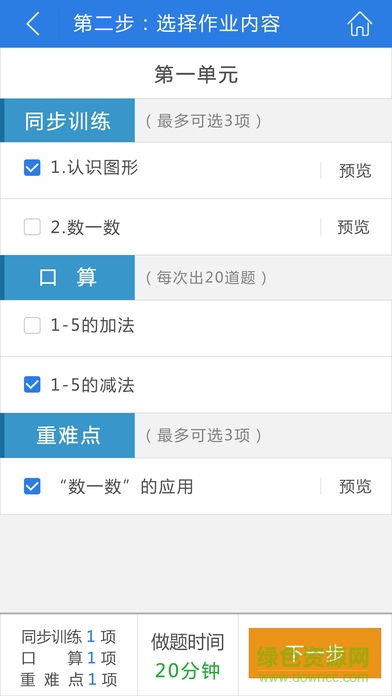 第二步：选择作业内容
第一单元
同步训练 （最多可选3项）
1.认识图形 预览
2.数一数 预览
口 算 （每次出20道题）
1-5的加法
1-5的减法
重难点 （最多可选3项）
“数一数”的应用 预览
同步训练 1 项
口 算 1 项
重 难 点 1 项
做题时间
20分钟
下一步
绿色资源网
www.downcc.com